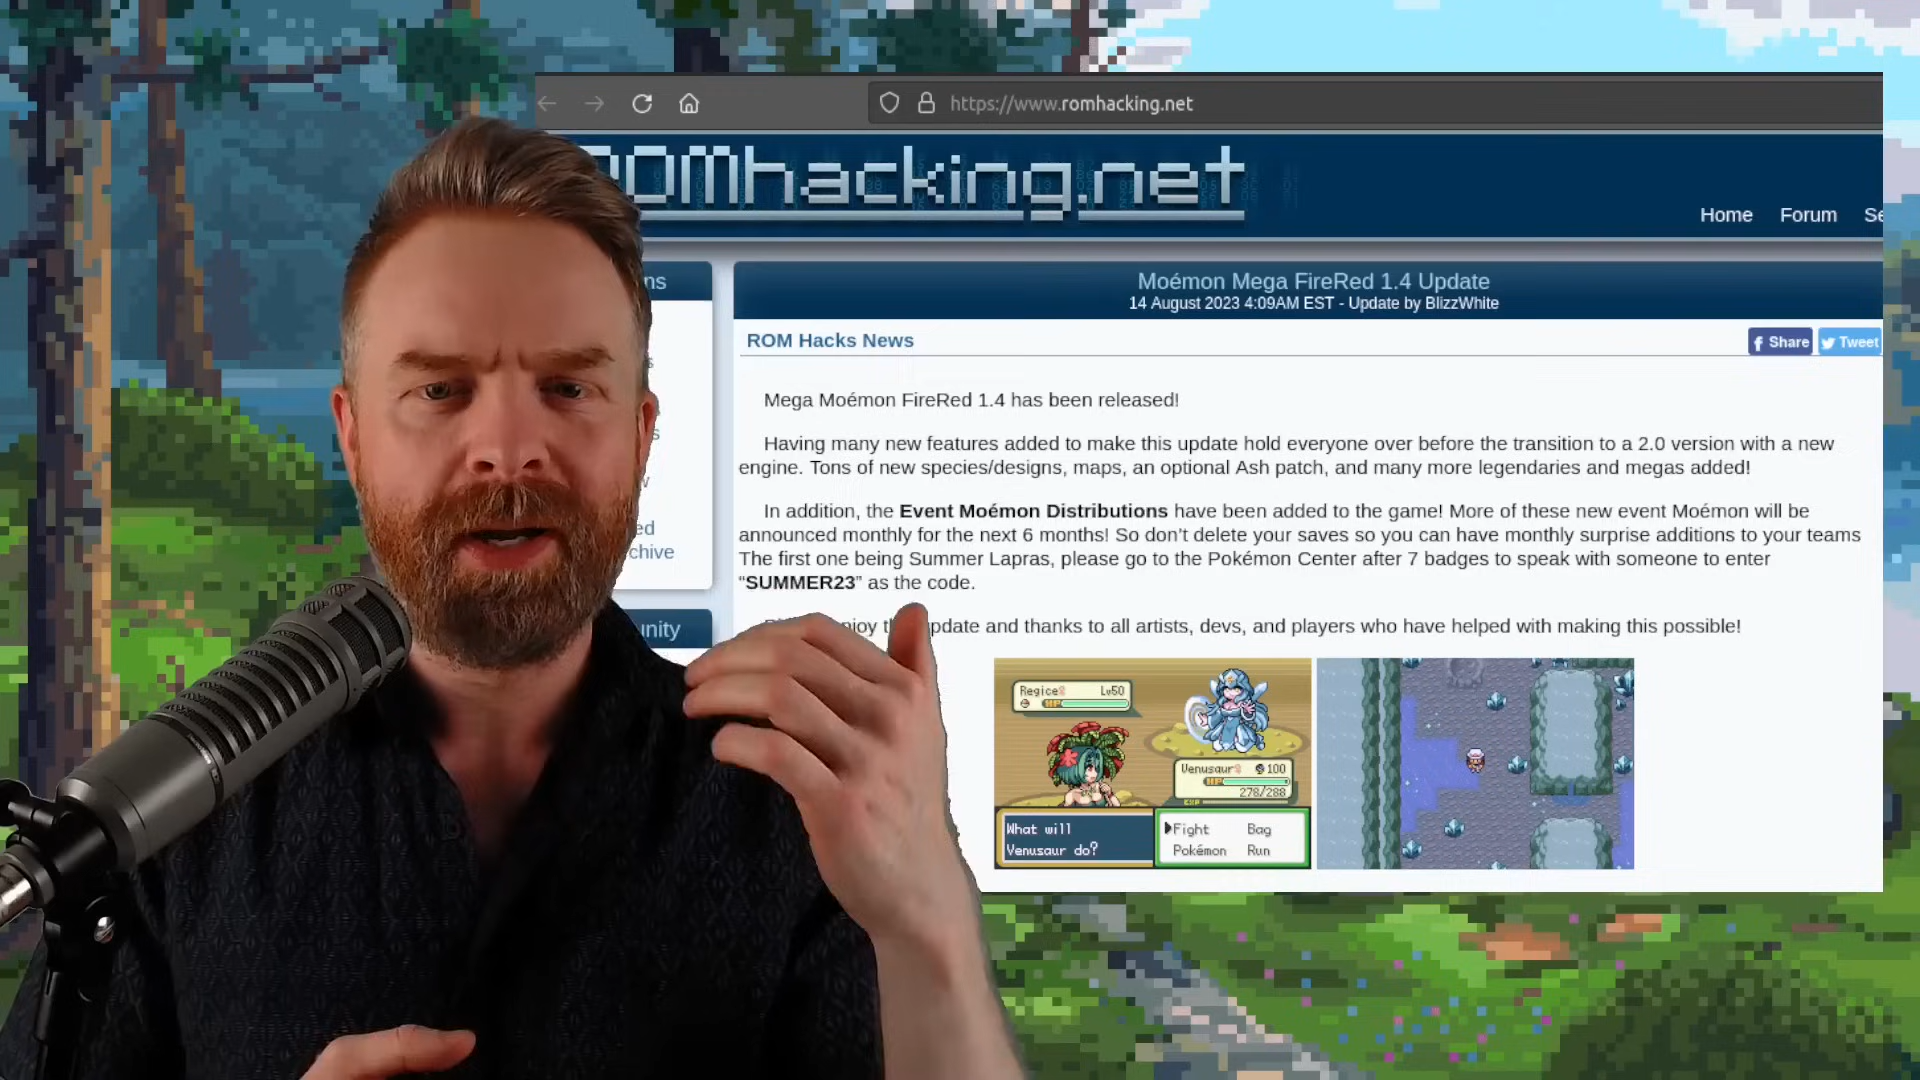 https://www.romhacking.net
ROMhacking.net
Home Forum
Moémon Mega FireRed 1.4 Update
14 August 2023 4:09AM EST - Update by BlizzWhite
ROM Hacks News
Share Tweet
Mega Moémon FireRed 1.4 has been released!
Having many new features added to make this update hold everyone over before the transition to a 2.0 version with a new
engine. Tons of new species/designs, maps, an optional Ash patch, and many more legendaries and megas added!
In addition, the Event Moémon Distributions have been added to the game! More of these new event Moémon will be
announced monthly for the next 6 months! So don't delete your saves so you can have monthly surprise additions to your teams
The first one being Summer Lapras, please go to the Pokémon Center after 7 badges to speak with someone to enter
“SUMMER23” as the code.
update and thanks to all artists, devs, and players who have helped with making this possible!
Regice Lv50
HP
Venusaur 100
HP
278/288
EXP
What will
Venusaur do?
Fight Bag
Pokémon Run